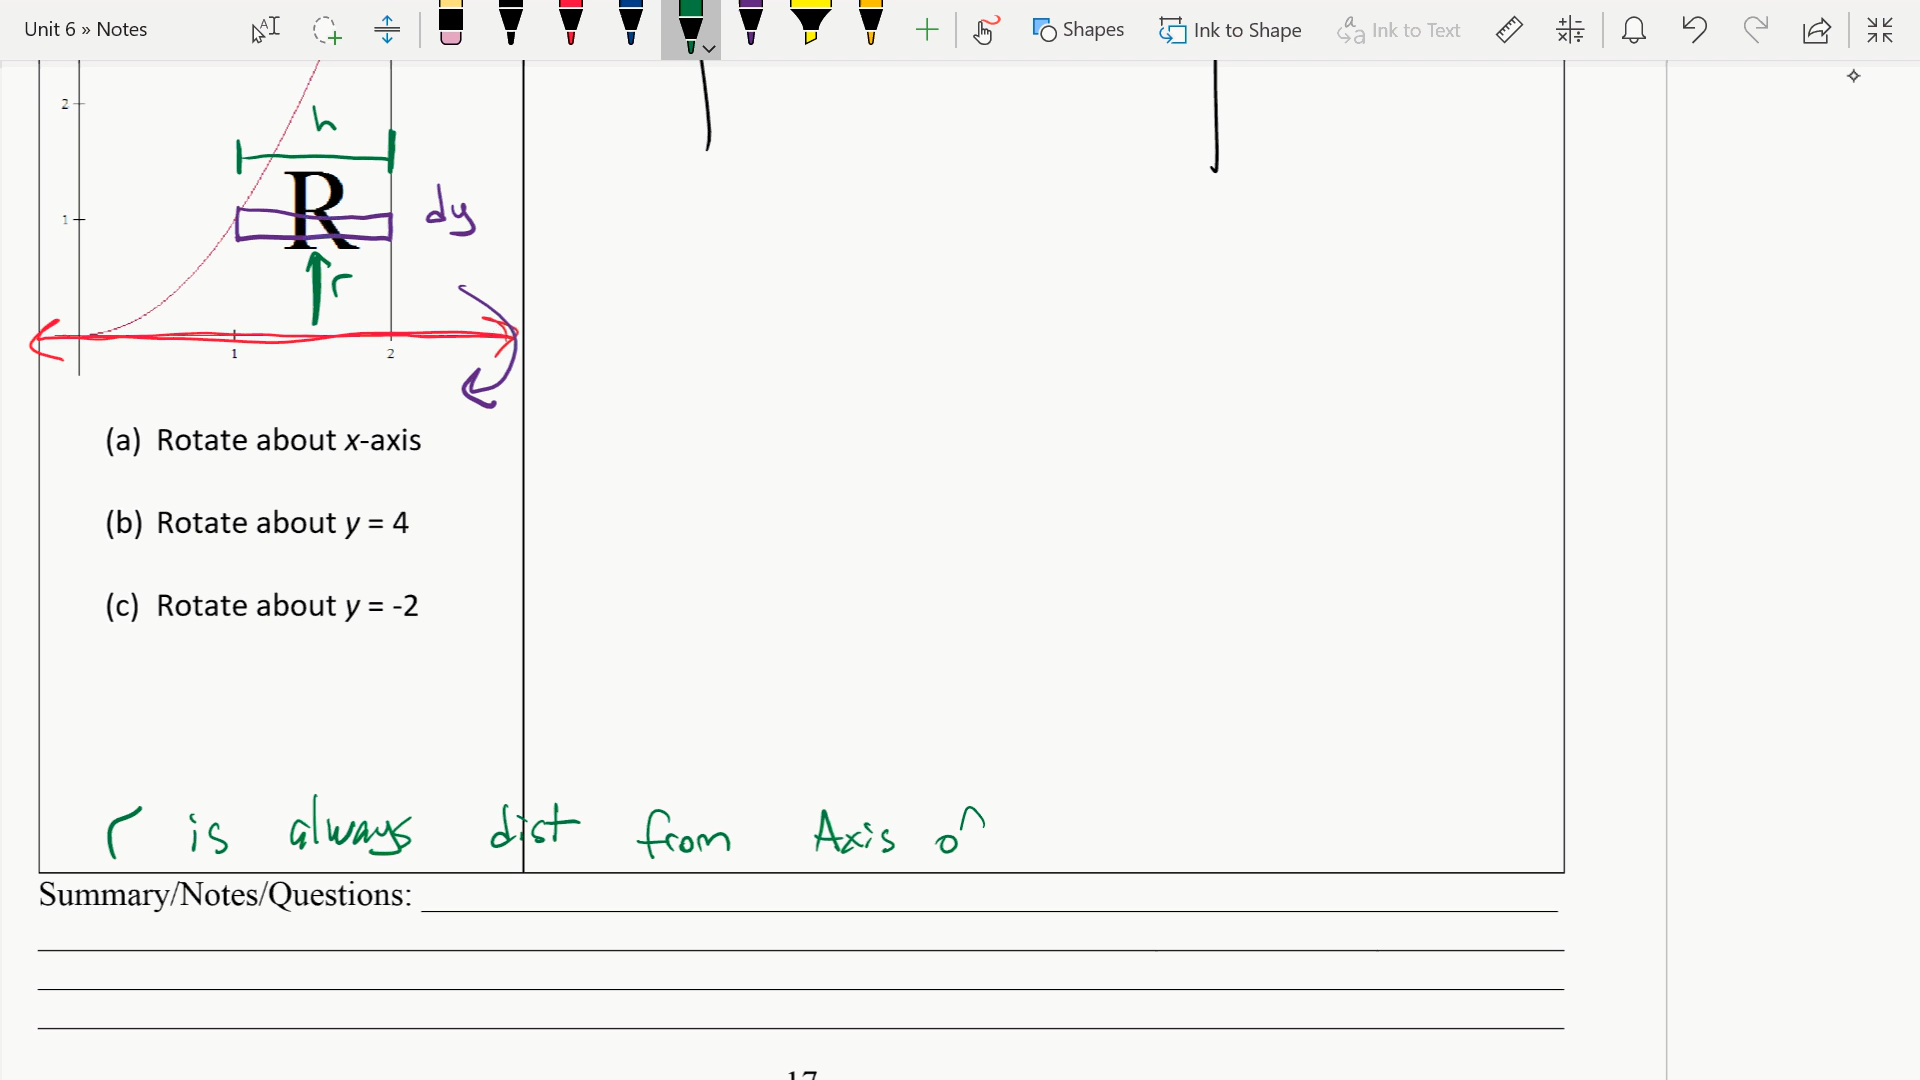 Unit 6 » Notes
Shapes
Ink to Shape
Ink to Text
2
h
R
dy
1
r
1 2
(a) Rotate about x-axis
(b) Rotate about y = 4
(c) Rotate about y = -2
r is always dist from Axis
Summary/Notes/Questions:
17